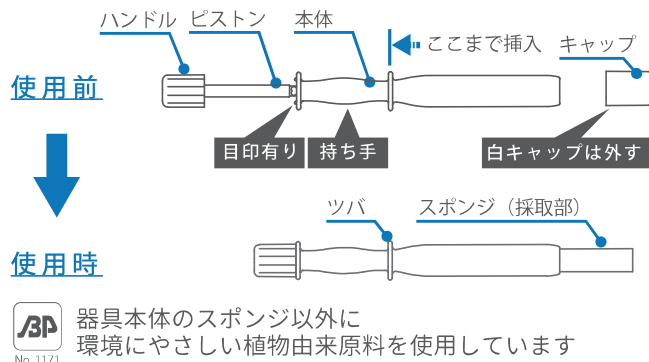 ハンドル ピストン 本体 ここまで挿入 キャップ
使用前
目印有り 持ち手 白キャップは外す
ツバ スポンジ（採取部）
使用時
BP
No. 1171
器具本体のスポンジ以外に
環境にやさしい植物由来原料を使用しています